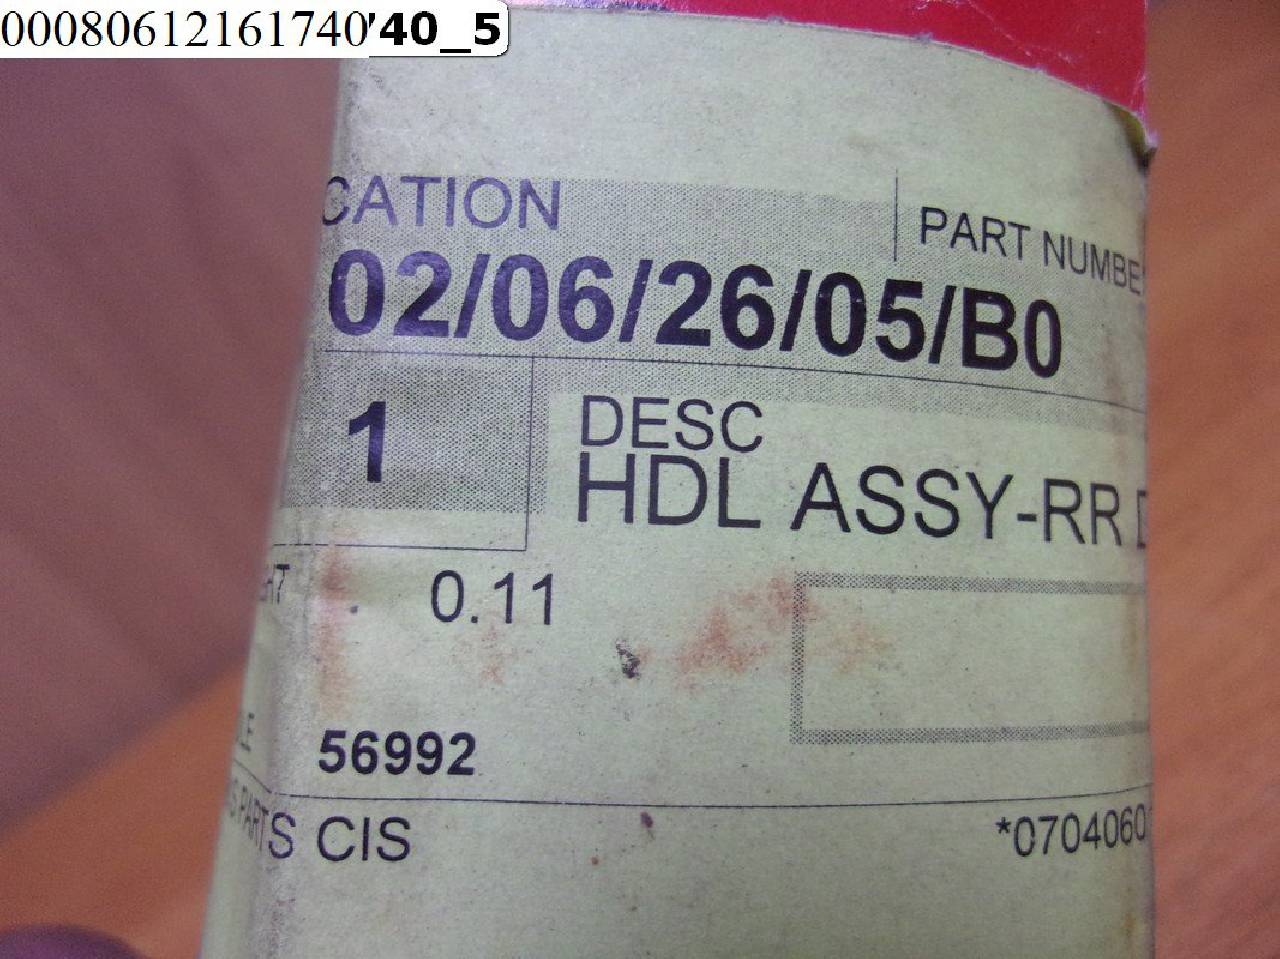 00080612161740'40_5
CATION
PART NUMBE
02/06/26/05/B0
1
DESC
HDL ASSY-RR D
0.11
56992
PARTS CIS
*0704060